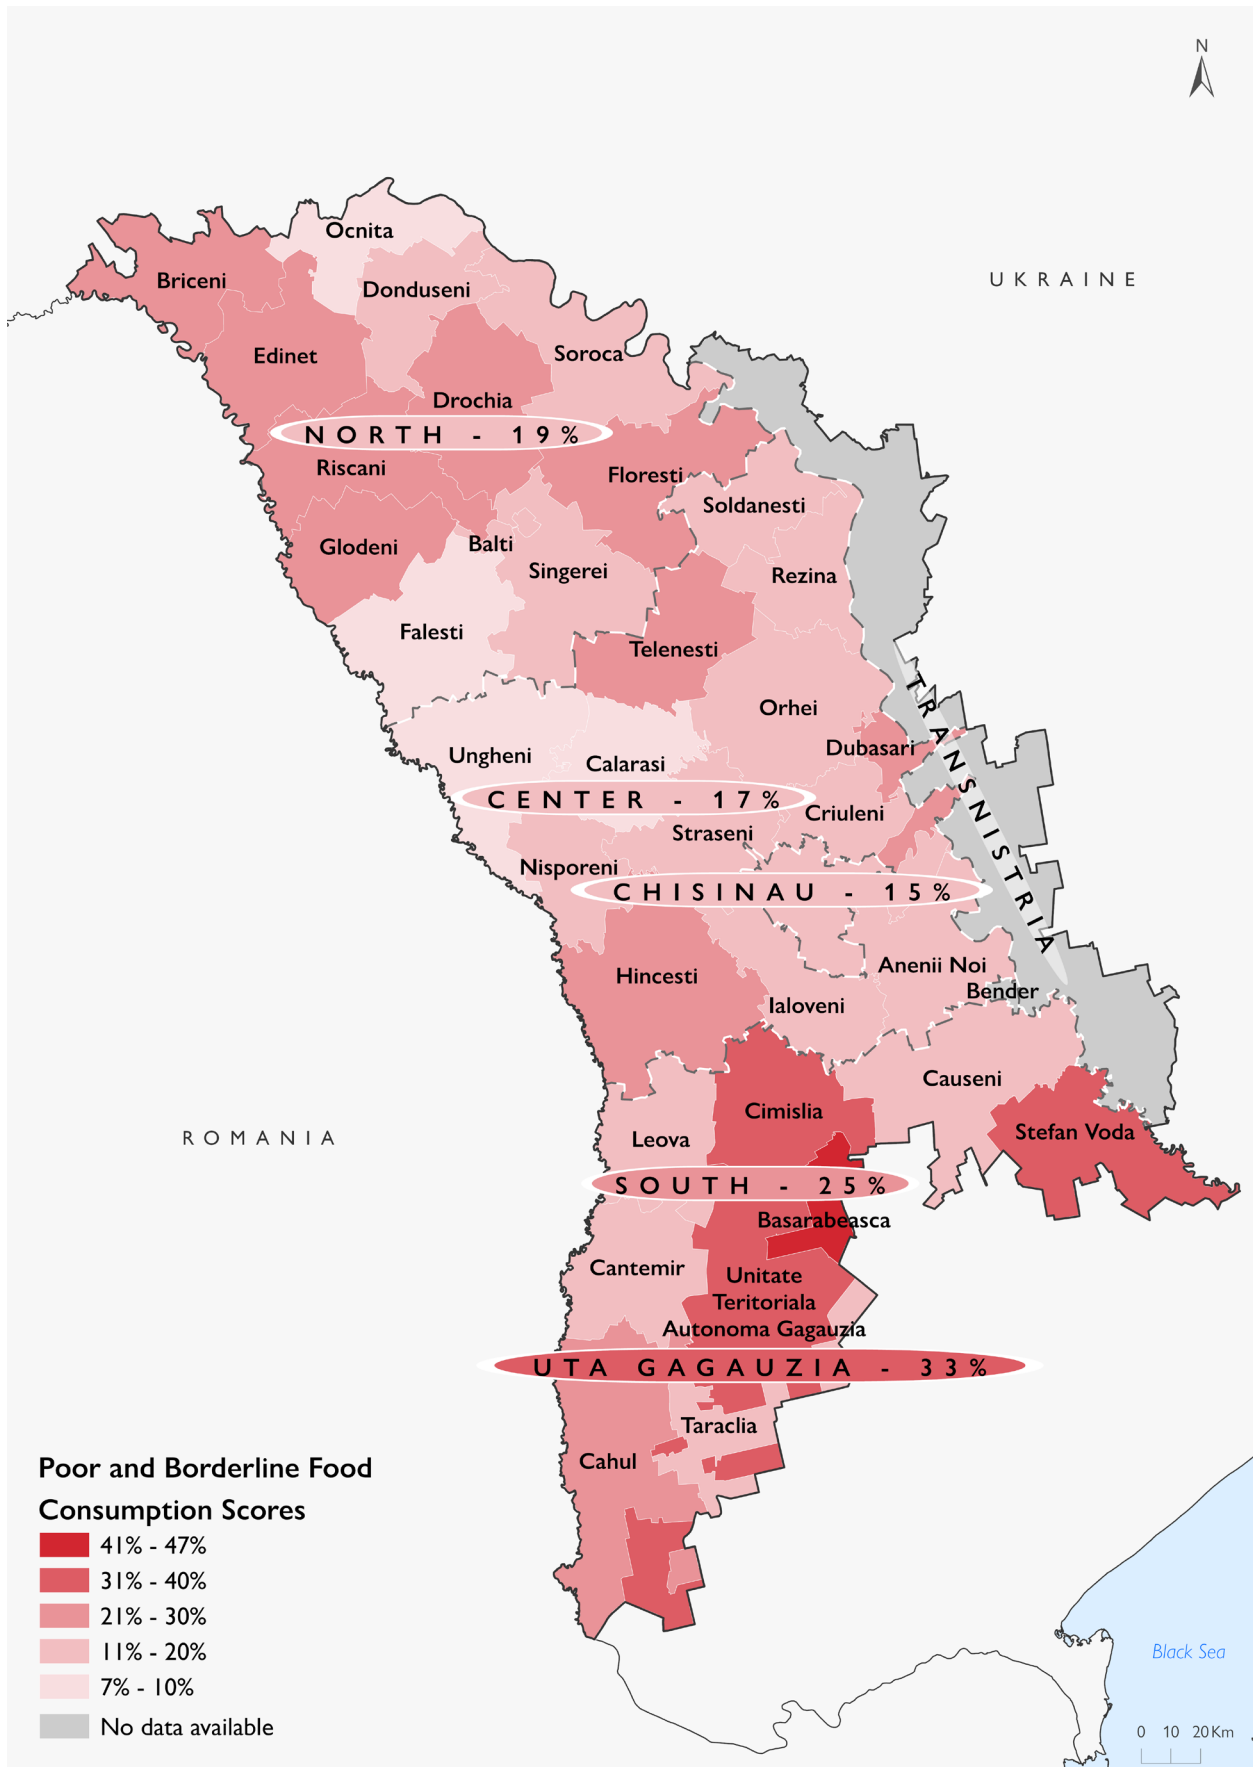 N
UKRAINE
Ocnita
Briceni
Donduseni
Edinet
Soroca
Drochia
NORTH - 19%
Riscani
Floresti
Soldanesti
Glodeni
Balti
Singerei
Rezina
Falesti
Telenesti
TRANSNISTRIA
Orhei
Dubasari
Ungheni
Calarasi
CENTER - 17%
Criuleni
Straseni
Nisporeni
CHISINAU - 15%
Hincesti
Anenii Noi
Bender
Ialoveni
Causeni
Cimislia
Stefan Voda
ROMANIA
Leova
SOUTH - 25%
Basarabeasca
Cantemir
Unitate
Teritoriala
Autonoma Gagauzia
UTA GAGAUZIA - 33%
Taraclia
Cahul
Poor and Borderline Food
Consumption Scores
41% - 47%
31% - 40%
21% - 30%
11% - 20%
7% - 10%
No data available
Black Sea
0 10 20 Km